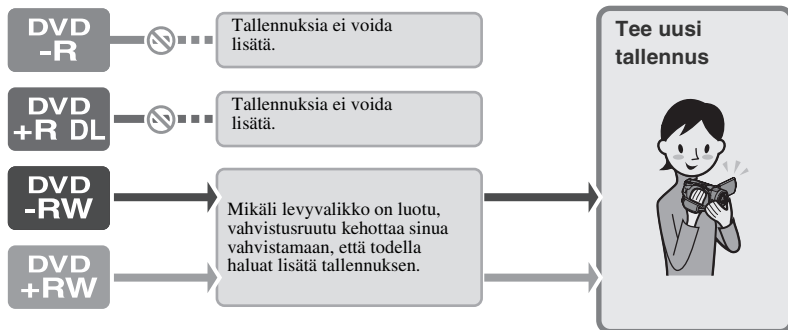 DVD
-R
Tallennuksia ei voida
lisätä.
DVD
+R DL
Tallennuksia ei voida
lisätä.
DVD
-RW
DVD
+RW
Mikäli levyvalikko on luotu,
vahvistusruutu kehottaa sinua
vahvistamaan, että todella
haluat lisätä tallennuksen.
Tee uusi
tallennus